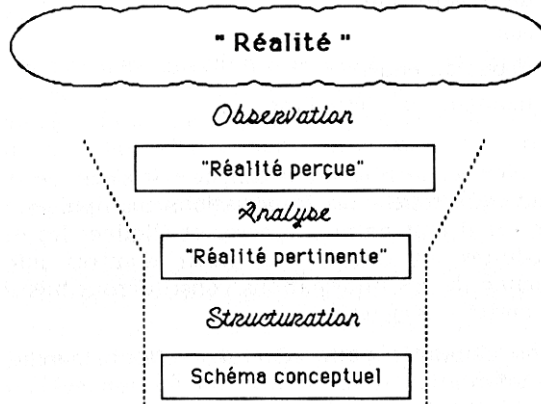 " Réalité "
Observation
"Réalité perçue"
Analyse
"Réalité pertinente"
Structuration
Schéma conceptuel